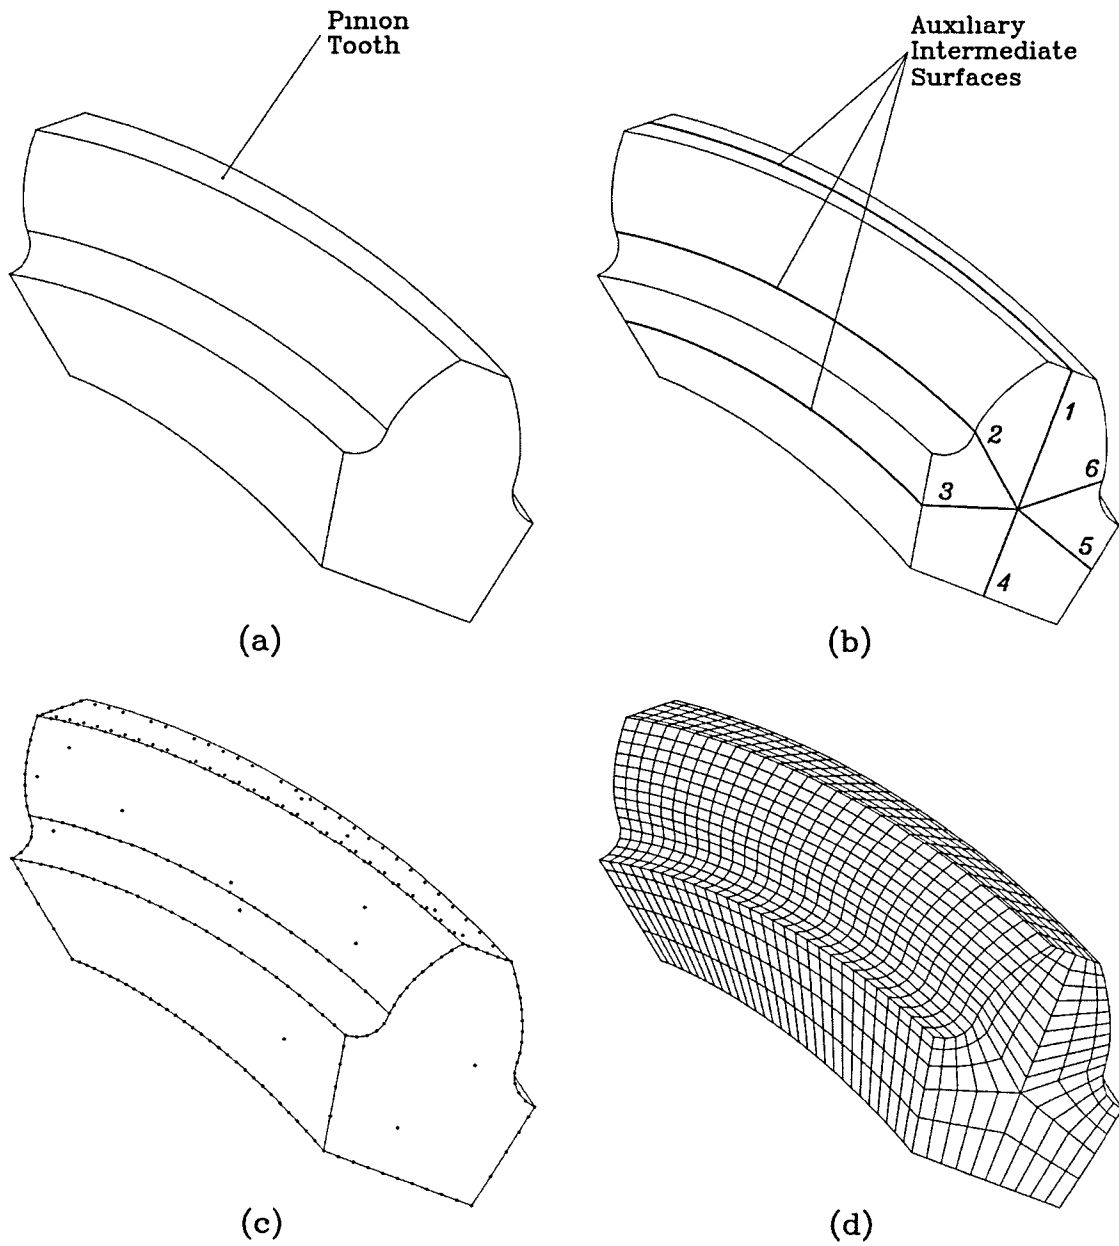 Pinion
Tooth
Auxiliary
Intermediate
Surfaces
1
2
6
3
5
4
(a)
(b)
(c)
(d)